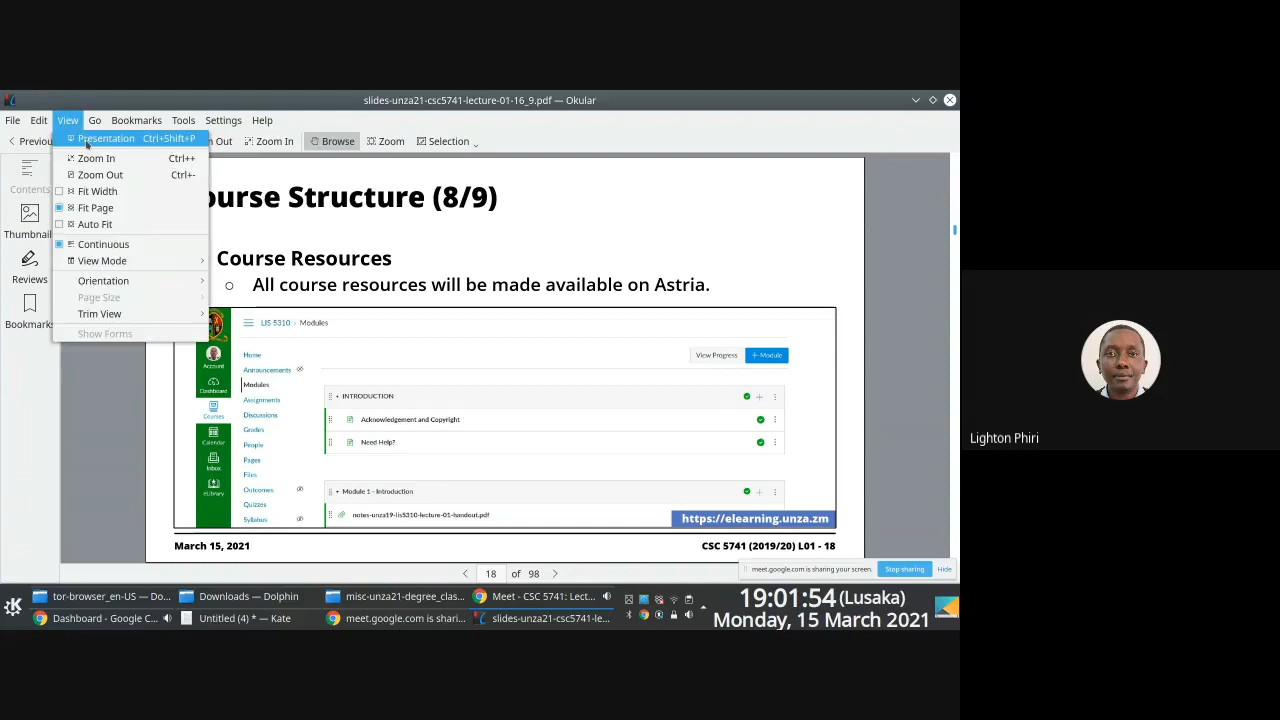 slides-unza21-csc5741-lecture-01-16_9.pdf — Okular
File Edit View Go Bookmarks Tools Settings Help
Previou Out Zoom In Browse Zoom Selection
Presentation Ctrl+Shift+P
Zoom In Ctrl++
Zoom Out Ctrl+-
Fit Width
Fit Page
Auto Fit
Continuous
View Mode
Orientation
Page Size
Trim View
Show Forms
Contents
Thumbnail
Reviews
Bookmarks
ourse Structure (8/9)
Course Resources
○ All course resources will be made available on Astria.
LIS 5310 › Modules
Account
Dashboard
Courses
Calendar
Inbox
eLibrary
Home
Announcements
Modules
Assignments
Discussions
Grades
People
Pages
Files
Outcomes
Quizzes
Syllabus
View Progress + Module
INTRODUCTION
Acknowledgement and Copyright
Need Help?
Module 1 - Introduction
notes-unza19-lis5310-lecture-01-handout.pdf
https://elearning.unza.zm
March 15, 2021 CSC 5741 (2019/20) L01 - 18
18 of 98
meet.google.com is sharing your screen. Stop sharing Hide
tor-browser_en-US — Do... Downloads — Dolphin misc-unza21-degree_clas... Meet - CSC 5741: Lect...
Dashboard - Google C... Untitled (4) * — Kate meet.google.com is shari... slides-unza21-csc5741-le...
19:01:54 (Lusaka)
Monday, 15 March 2021
Lighton Phiri